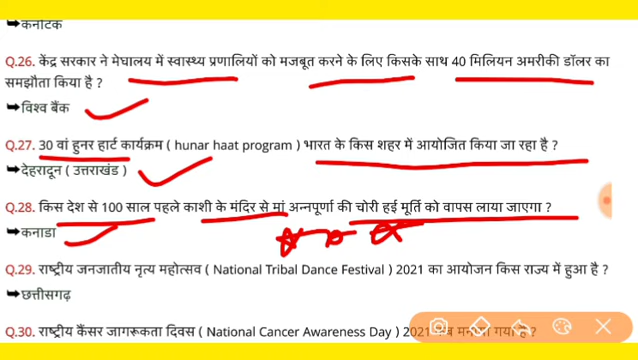 ➡कर्नाटक
Q.26. केंद्र सरकार ने मेघालय में स्वास्थ्य प्रणालियों को मजबूत करने के लिए किसके साथ 40 मिलियन अमरीकी डॉलर का
समझौता किया है ?
➡विश्व बैंक
Q.27. 30 वां हुनर हार्ट कार्यक्रम ( hunar haat program ) भारत के किस शहर में आयोजित किया जा रहा है ?
➡देहरादून ( उत्तराखंड )
Q.28. किस देश से 100 साल पहले काशी के मंदिर से मां अन्नपूर्णा की चोरी हुई मूर्ति को वापस लाया जाएगा ?
➡कनाडा
Q.29. राष्ट्रीय जनजातीय नृत्य महोत्सव ( National Tribal Dance Festival ) 2021 का आयोजन किस राज्य में हुआ है ?
➡छत्तीसगढ़
Q.30. राष्ट्रीय कैंसर जागरूकता दिवस ( National Cancer Awareness Day ) 2021 है ?